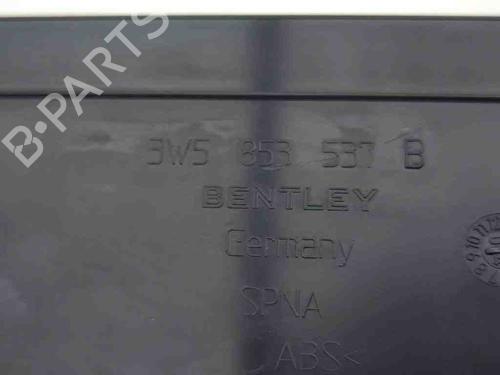 B-PARTS
3W5 853 537 B
BENTLEY
Germany
SPNA
ABS<